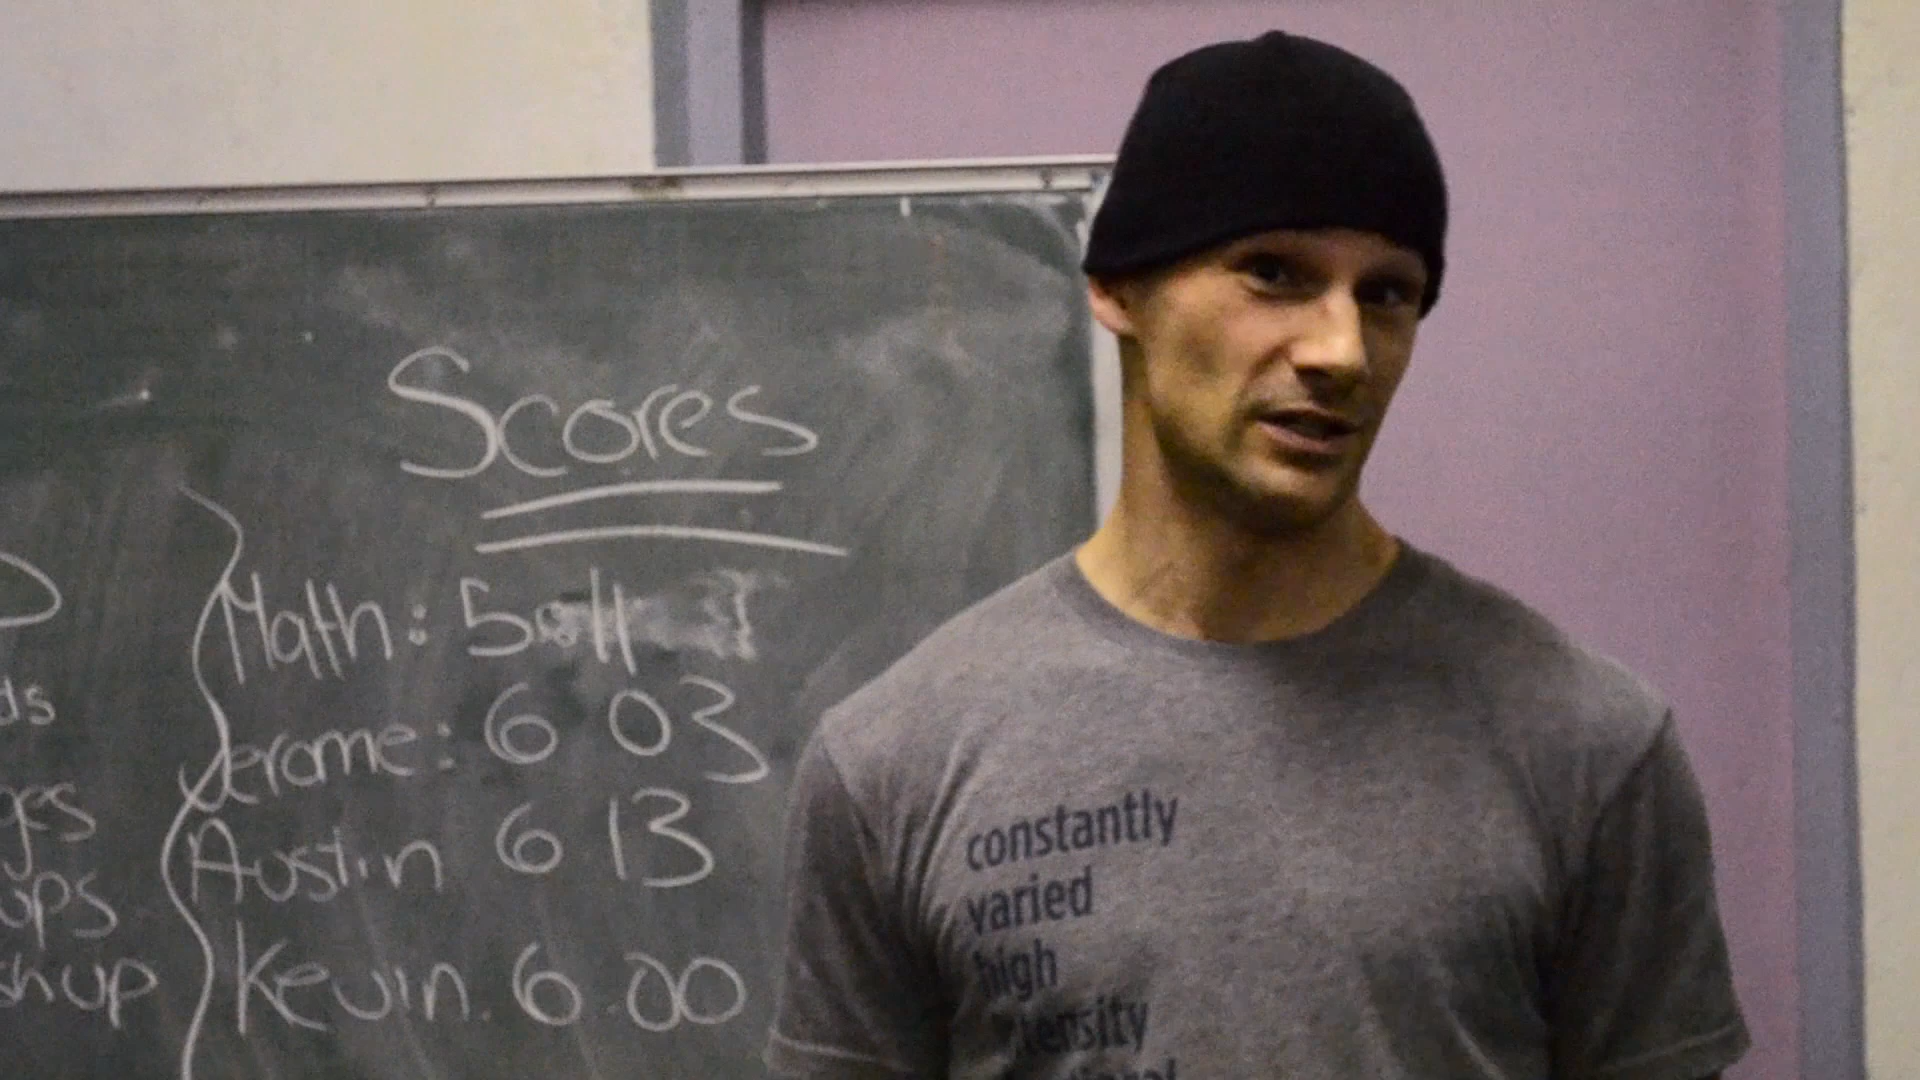 Scores
Math: 5 11
Jerome: 6 03
Austin 6 13
Kevin 6 00
ds
ges
ups
shup
constantly
varied
high